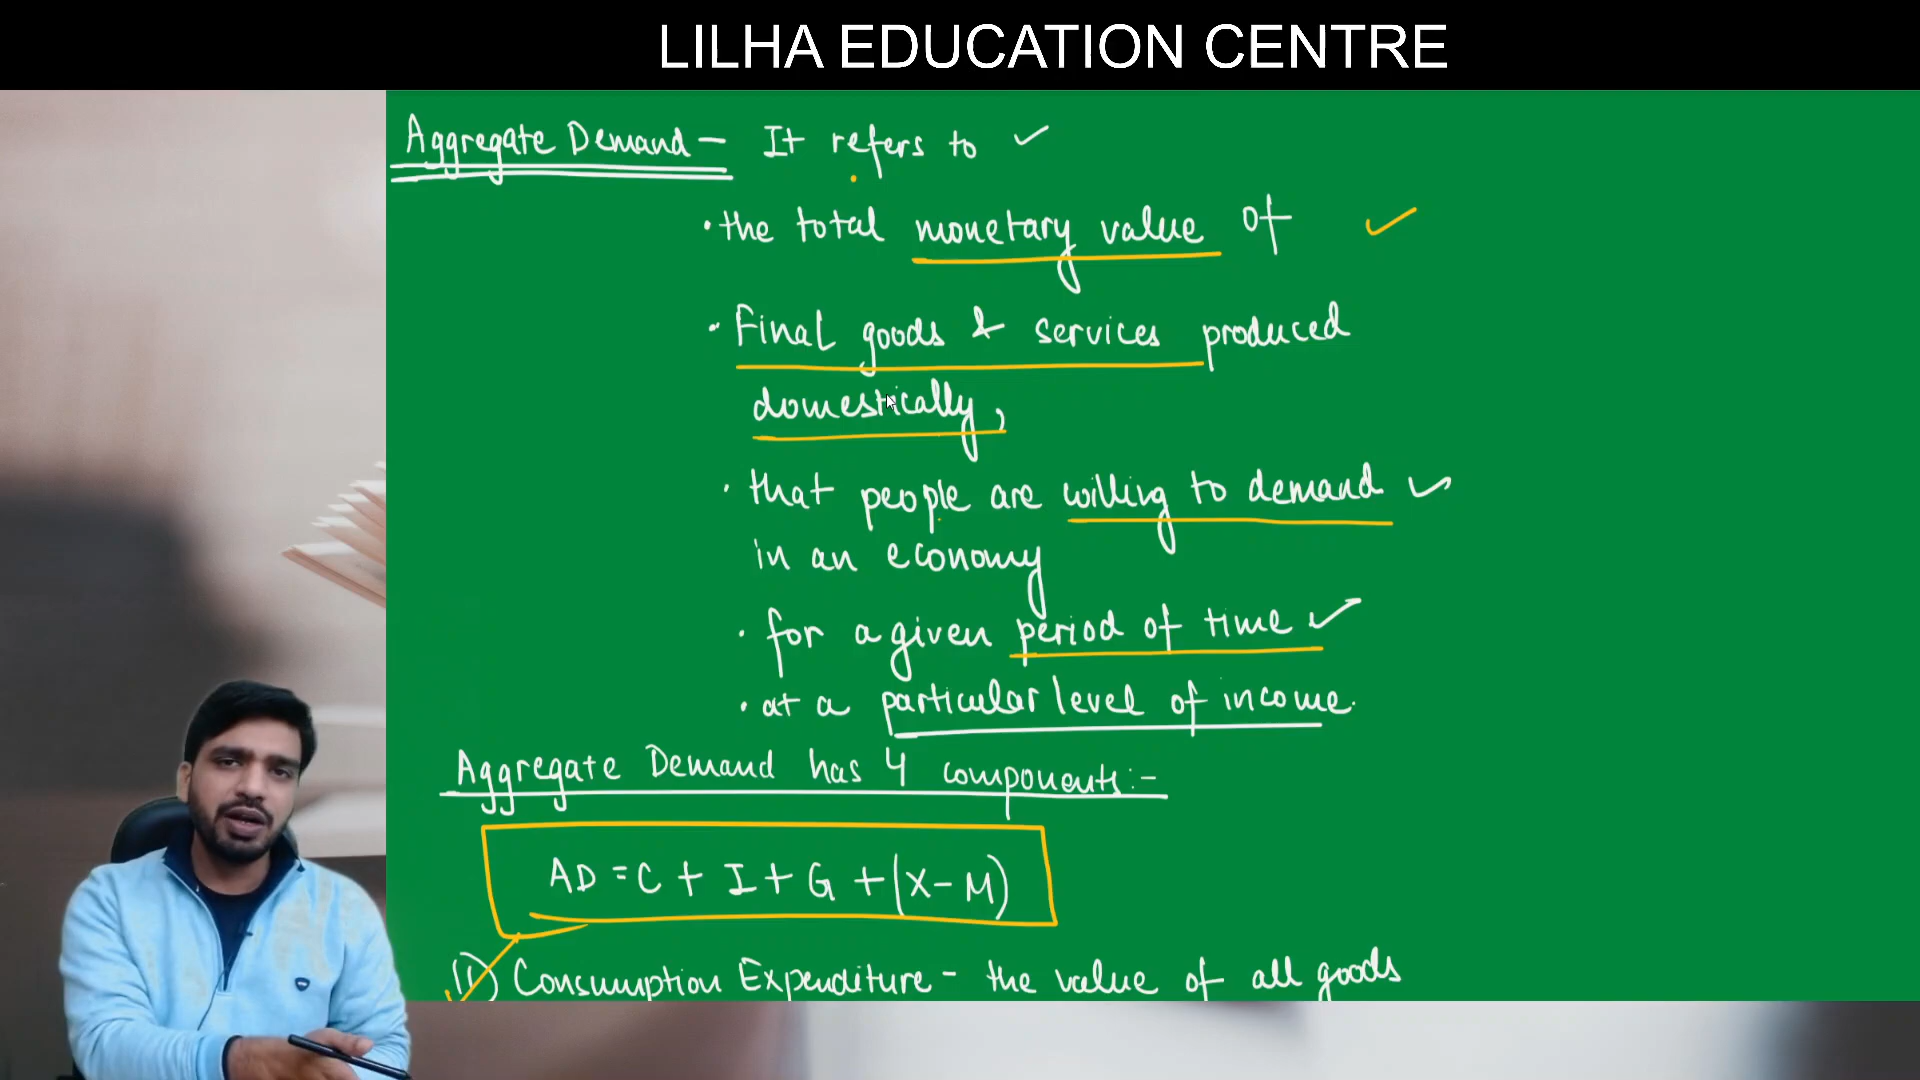 LILHA EDUCATION CENTRE
Aggregate Demand - It refers to ✓
• the total monetary value of ✓
• Final goods & services produced
domestically,
• that people are willing to demand ✓
in an economy
• for a given period of time ✓
• at a particular level of income.
Aggregate Demand has 4 components:-
AD = C + I + G + (X - M)
(1) Consumption Expenditure - the value of all goods